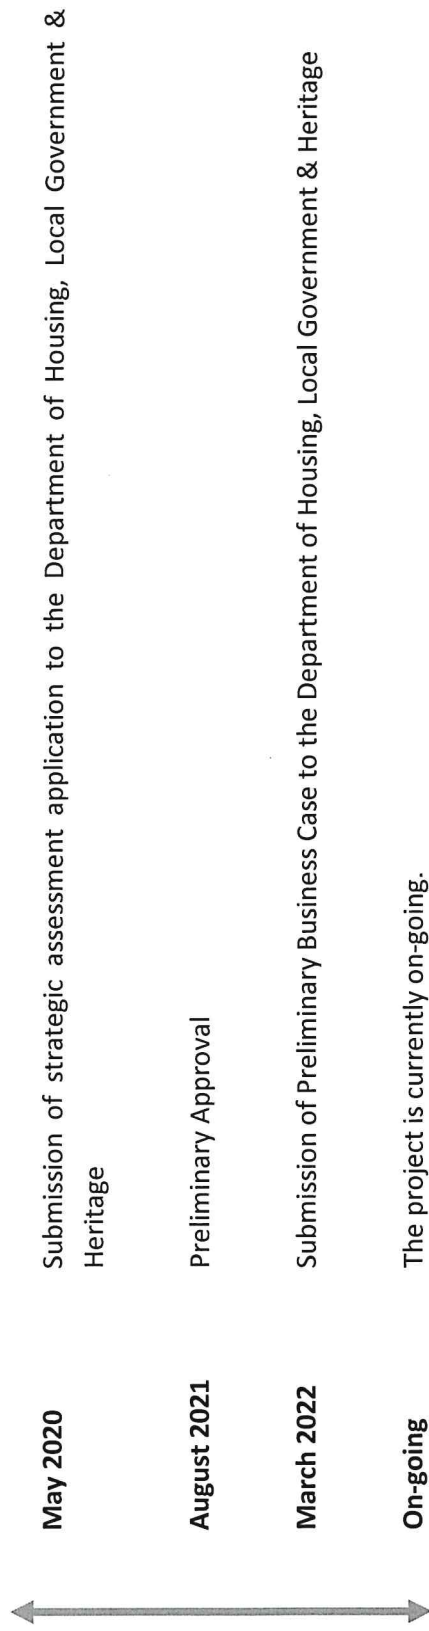 May 2020 Submission of strategic assessment application to the Department of Housing, Local Government &
Heritage
August 2021 Preliminary Approval
March 2022 Submission of Preliminary Business Case to the Department of Housing, Local Government & Heritage
On-going The project is currently on-going.